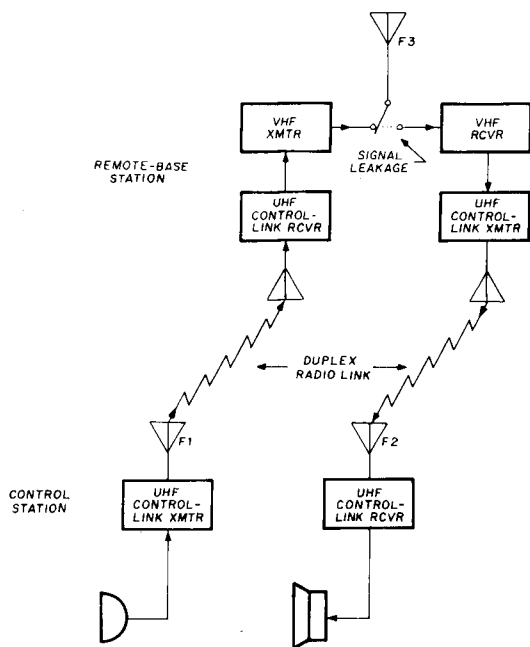 F3
VHF
XMTR
VHF
RCVR
SIGNAL
LEAKAGE
REMOTE-BASE
STATION
UHF
CONTROL-
LINK RCVR
UHF
CONTROL-
LINK XMTR
DUPLEX
RADIO LINK
F1
F2
CONTROL
STATION
UHF
CONTROL-
LINK XMTR
UHF
CONTROL-
LINK RCVR